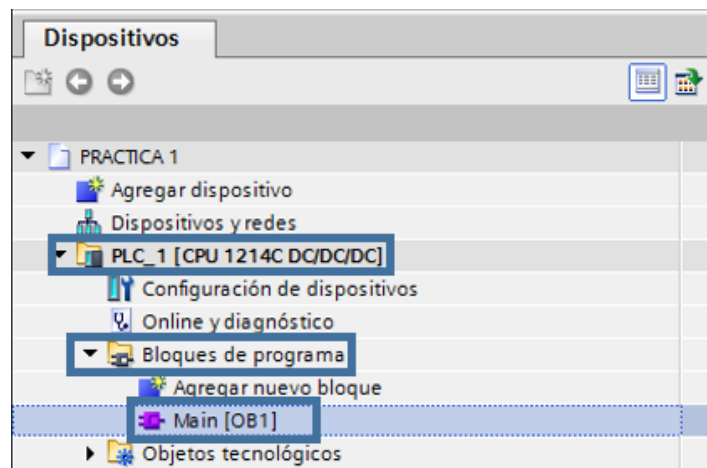 Dispositivos
PRACTICA 1
Agregar dispositivo
Dispositivos y redes
PLC_1 [CPU 1214C DC/DC/DC]
Configuración de dispositivos
Online y diagnóstico
Bloques de programa
Agregar nuevo bloque
Main [OB1]
Objetos tecnológicos